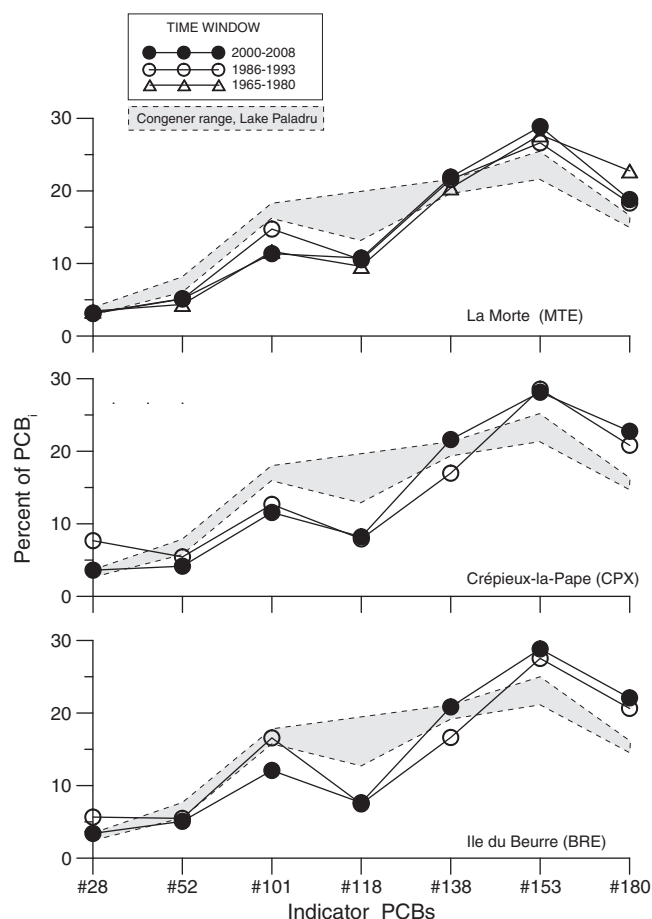 TIME WINDOW
2000-2008
1986-1993
1965-1980
Congener range, Lake Paladru
30
20
10
0
La Morte (MTE)
30
20
10
0
Crépieux-la-Pape (CPX)
Percent of PCBi
30
20
10
0
Ile du Beurre (BRE)
#28 #52 #101 #118 #138 #153 #180
Indicator PCBs